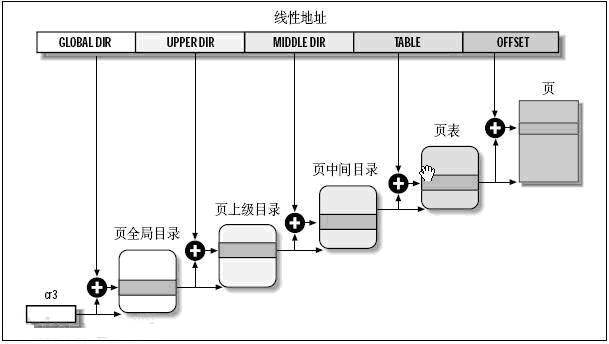 线性地址
GLOBAL DIR UPPER DIR MIDDLE DIR TABLE OFFSET
页
页表
页中间目录
页上级目录
页全局目录
cr3